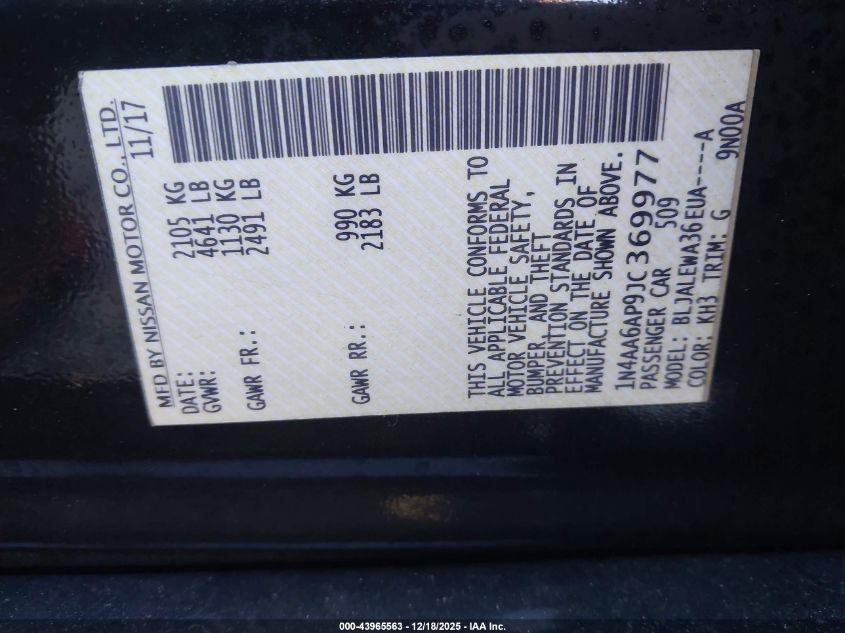 MFD BY NISSAN MOTOR CO., LTD.
DATE: 11/17
GVWR: 2105 KG
4641 LB
GAWR FR.: 1130 KG
2491 LB
GAWR RR.: 990 KG
2183 LB
THIS VEHICLE CONFORMS TO
ALL APPLICABLE FEDERAL
MOTOR VEHICLE SAFETY,
BUMPER, AND THEFT
PREVENTION STANDARDS IN
EFFECT ON THE DATE OF
MANUFACTURE SHOWN ABOVE.
1N4AA6AP9JC369977
PASSENGER CAR 509
MODEL: BLJALEWA36EUA----A
COLOR: KH3 TRIM: G 9N00A
000-43965563 - 12/18/2025 - IAA Inc.